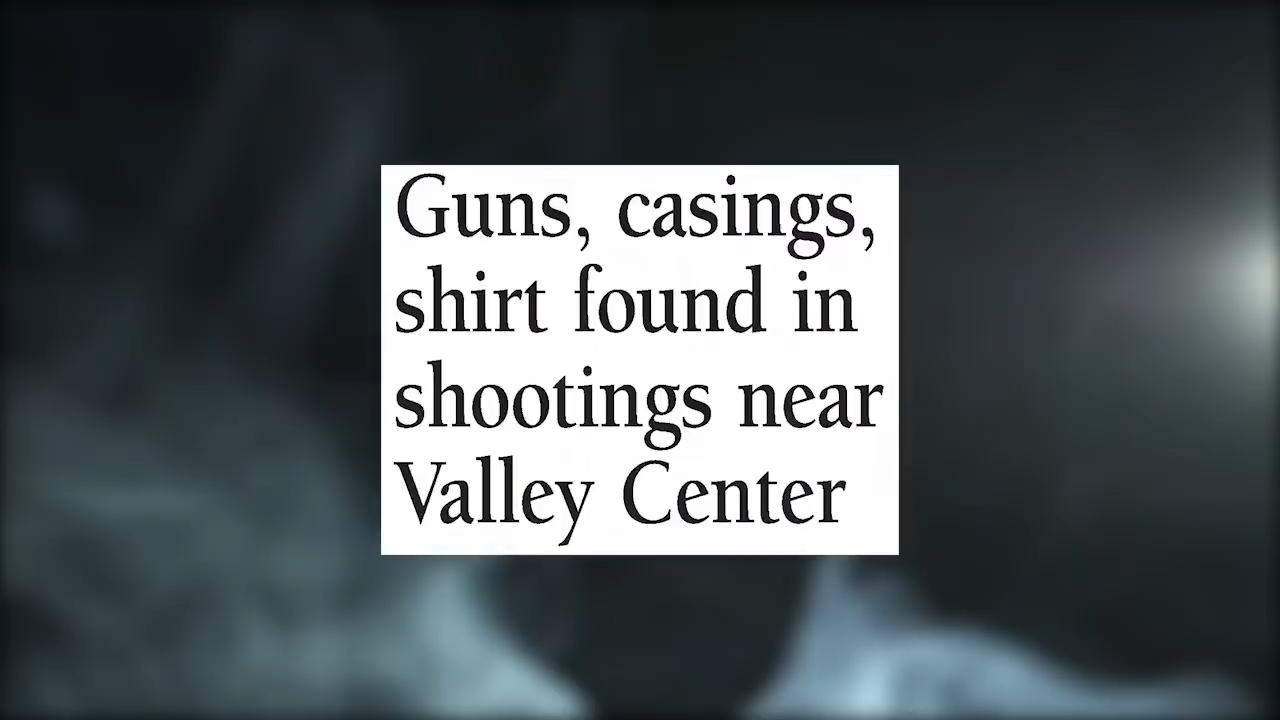 Guns, casings,
shirt found in
shootings near
Valley Center